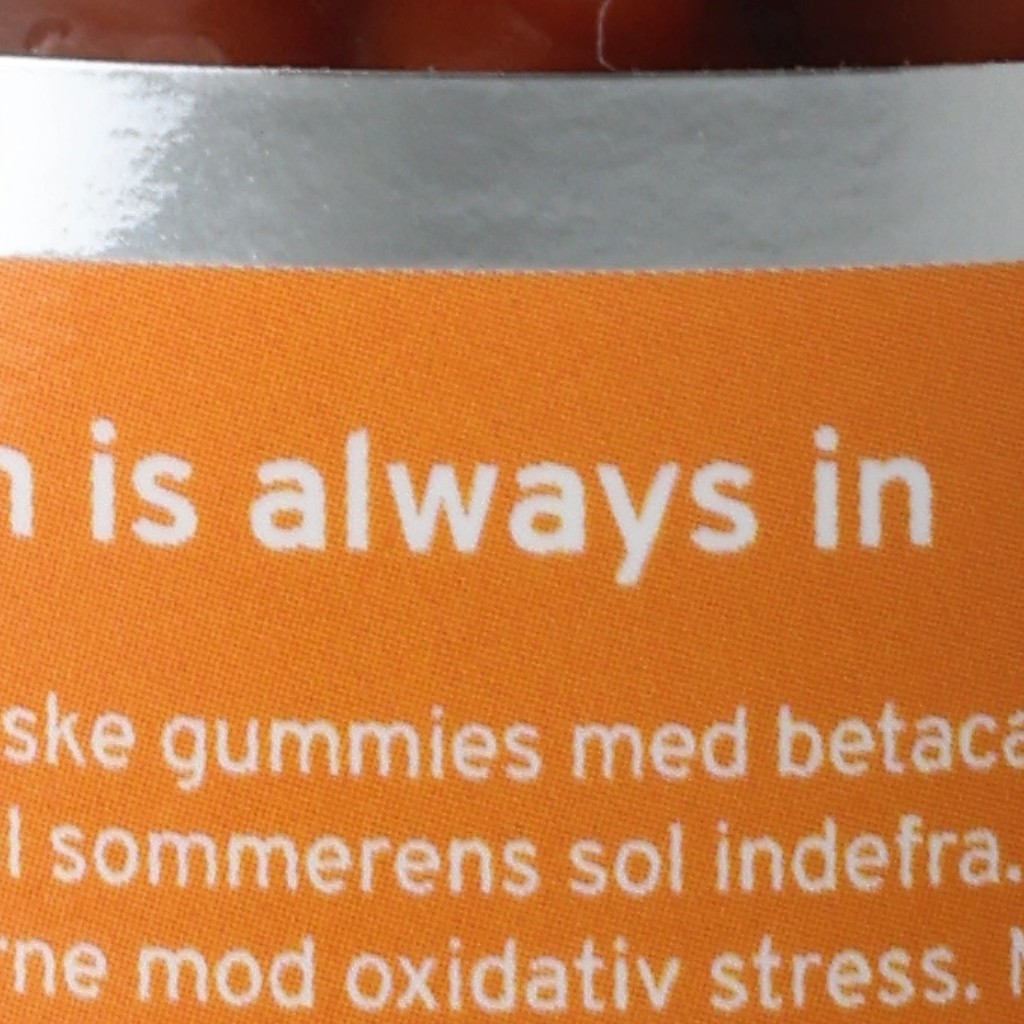 is always in
gummies med
sommerens sol indefra.
mod oxidativ stress.